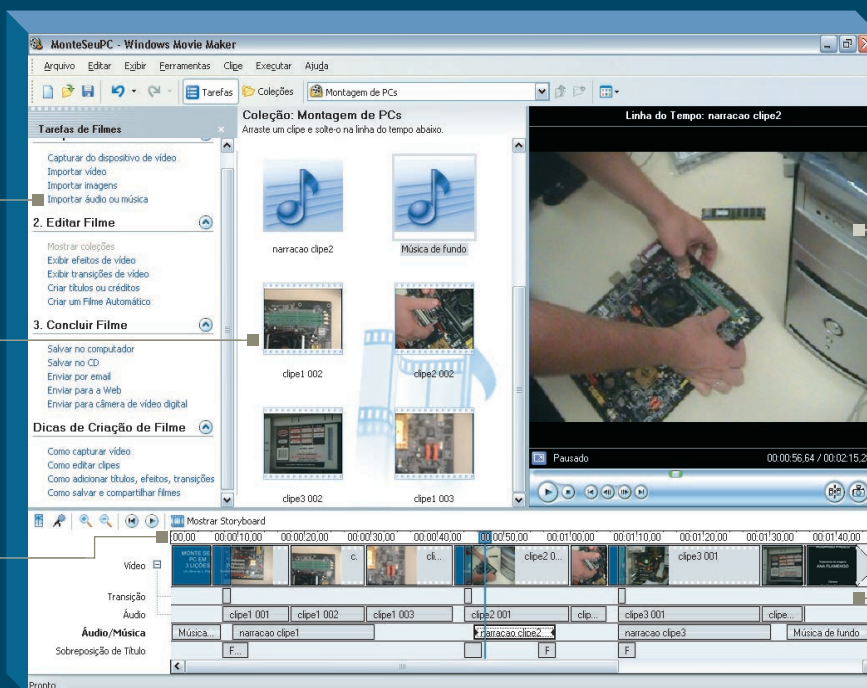 MonteSeuPC - Windows Movie Maker
Arquivo Editar Exibir Ferramentas Clipe Executar Ajuda
Tarefas Coleções Montagem de PCs
Tarefas de Filmes
Capturar do dispositivo de vídeo
Importar vídeo
Importar imagens
Importar áudio ou música
2. Editar Filme
Mostrar coleções
Exibir efeitos de vídeo
Exibir transições de vídeo
Criar títulos ou créditos
Criar um Filme Automático
3. Concluir Filme
Salvar no computador
Salvar no CD
Enviar por email
Enviar para a Web
Enviar para câmera de vídeo digital
Dicas de Criação de Filme
Como capturar vídeo
Como editar clipes
Como adicionar títulos, efeitos, transições
Como salvar e compartilhar filmes
Coleção: Montagem de PCs
Arraste um clipe e solte-o na linha do tempo abaixo.
narracao clipe2
Música de fundo
clipe1 002
clipe2 002
clipe3 002
clipe1 003
Linha do Tempo: narracao clipe2
Pausado 00:00:56,64 / 00:02:15,2
Mostrar Storyboard
:00,00 00:00:10,00 00:00:20,00 00:00:30,00 00:00:40,00 00:00:50,00 00:01:00,00 00:01:10,00 00:01:20,00 00:01:30,00 00:01:40,00
Vídeo
MONTE SEU
PC EM
3 LIÇÕES
c. cli... clipe2 0... clipe3 001
Transição
Áudio clipe1 001 clipe1 002 clipe1 003 clipe2 001 clip... clipe3 001 clipe...
Áudio/Música Música... narracao clipe1 narracao clipe2 narracao clipe3 Música de fundo
Sobreposição de Título F... F F
Pronto